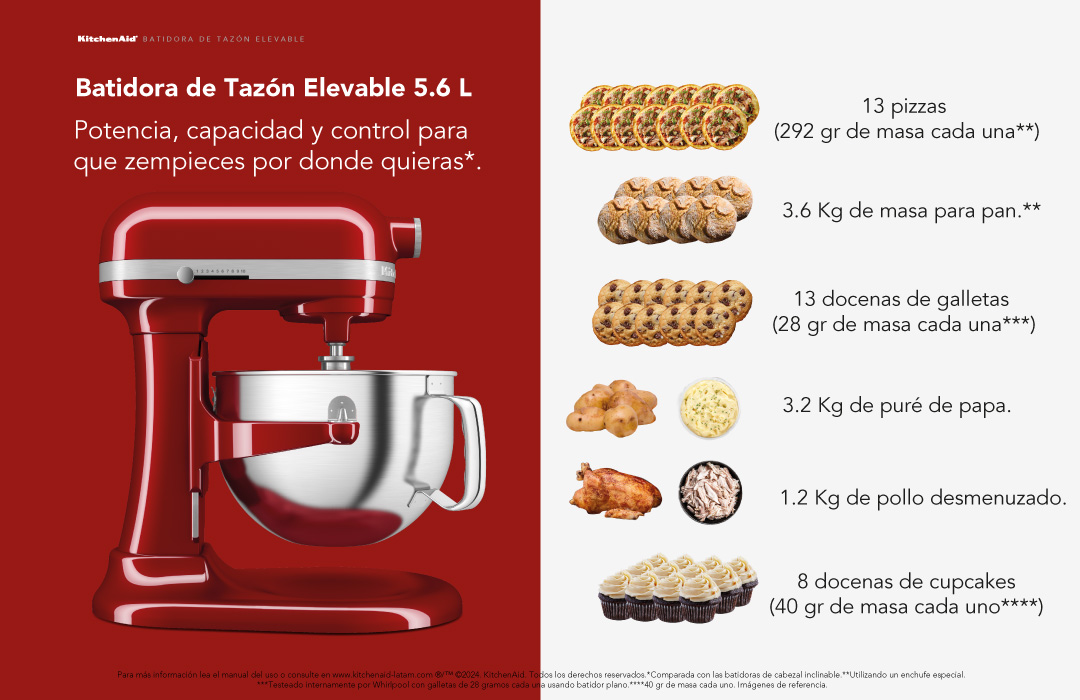 KitchenAid® BATIDORA DE TAZÓN ELEVABLE
Batidora de Tazón Elevable 5.6 L
Potencia, capacidad y control para
que zempieces por donde quieras*.
13 pizzas
(292 gr de masa cada una**)
3.6 Kg de masa para pan.**
13 docenas de galletas
(28 gr de masa cada una***)
3.2 Kg de puré de papa.
1.2 Kg de pollo desmenuzado.
8 docenas de cupcakes
(40 gr de masa cada uno****)
Para más información lea el manual del uso o consulte en www.kitchenaid-latam.com ®/™ ©2024. KitchenAid. Todos los derechos reservados.*Comparada con las batidoras de cabezal inclinable.**Utilizando un enchufe especial.
***Testeado internamente por Whirlpool con galletas de 28 gramos cada una usando batidor plano.****40 gr de masa cada uno. Imágenes de referencia.